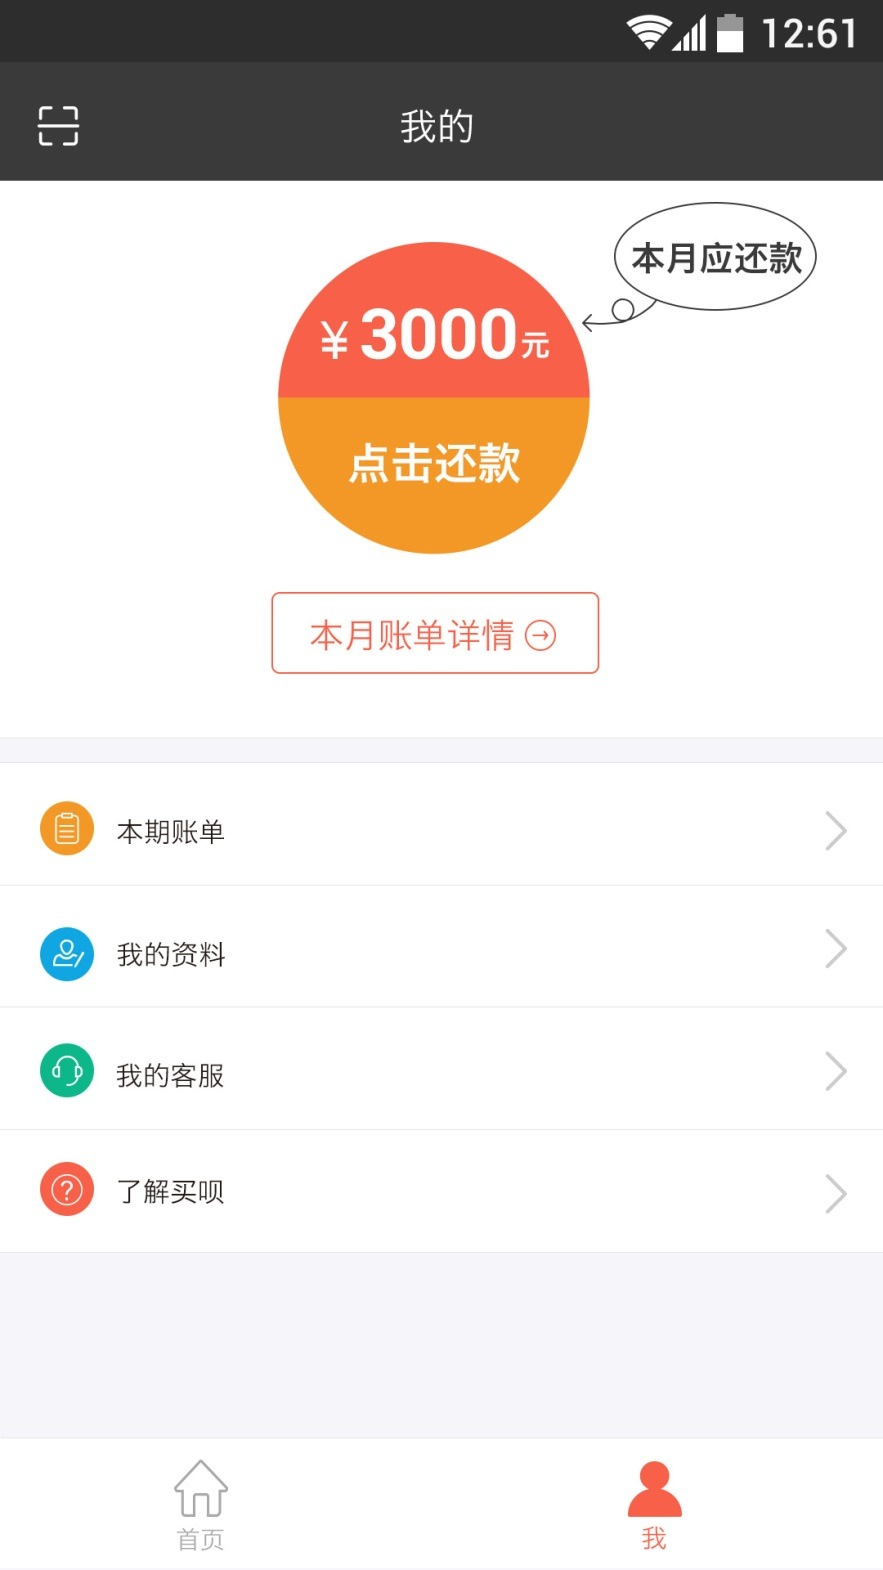 12:61
我的
本月应还款
¥3000元
点击还款
本月账单详情
本期账单
我的资料
我的客服
了解买呗
首页
我